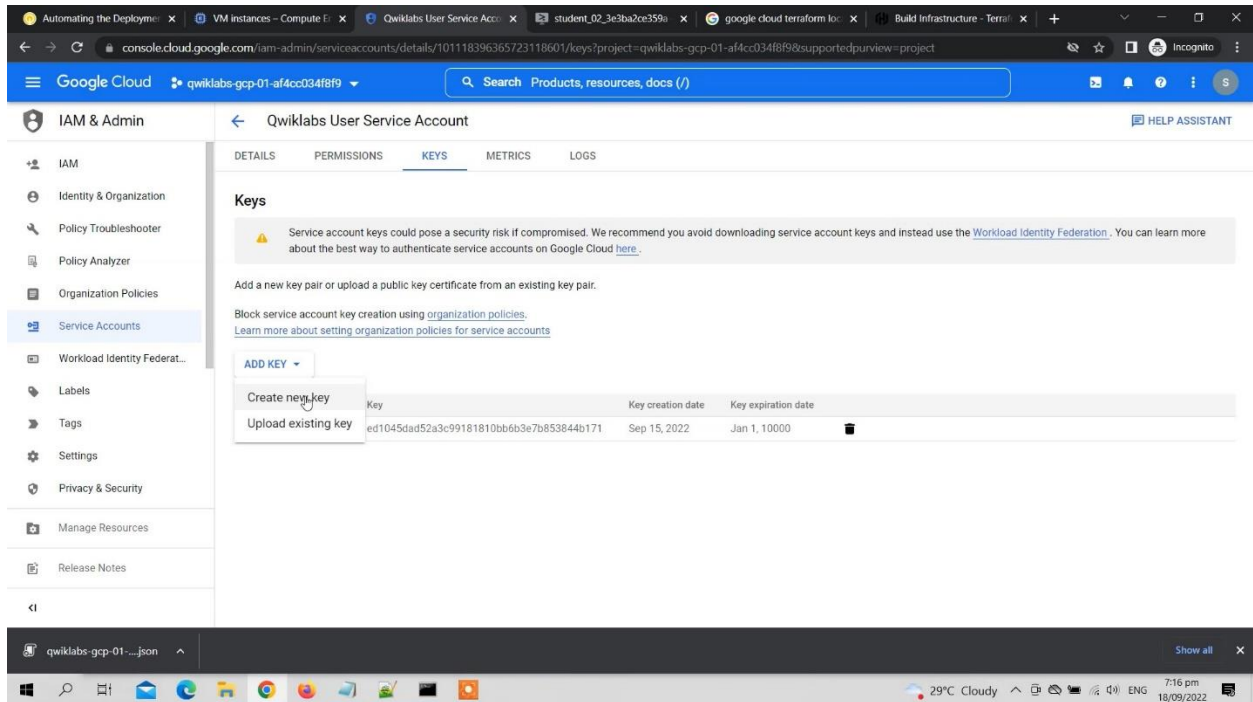 Automating the Deploymer
VM instances – Compute E
Qwiklabs User Service Acco
student_02_3e3ba2ce359a
google cloud terraform loc
Build Infrastructure - Terraf
console.cloud.google.com/iam-admin/serviceaccounts/details/101118396365723118601/keys?project=qwiklabs-gcp-01-af4cc034f8f9&supportedpurview=project
Incognito
Google Cloud
qwiklabs-gcp-01-af4cc034f8f9
Search Products, resources, docs (/)
S
IAM & Admin
Qwiklabs User Service Account
HELP ASSISTANT
IAM
Identity & Organization
Policy Troubleshooter
Policy Analyzer
Organization Policies
Service Accounts
Workload Identity Federat...
Labels
Tags
Settings
Privacy & Security
Manage Resources
Release Notes
DETAILS PERMISSIONS KEYS METRICS LOGS
Keys
Service account keys could pose a security risk if compromised. We recommend you avoid downloading service account keys and instead use the Workload Identity Federation . You can learn more
about the best way to authenticate service accounts on Google Cloud here .
Add a new key pair or upload a public key certificate from an existing key pair.
Block service account key creation using organization policies.
Learn more about setting organization policies for service accounts
ADD KEY
Create new key
Upload existing key
Key Key creation date Key expiration date
ed1045dad52a3c99181810bb6b3e7b853844b171 Sep 15, 2022 Jan 1, 10000
qwiklabs-gcp-01-....json
Show all
29°C Cloudy
ENG
7:16 pm
18/09/2022